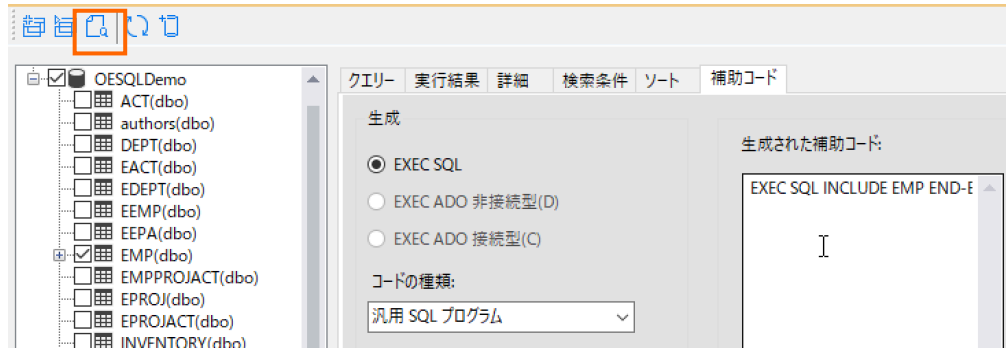 OESQLDemo
ACT(dbo)
authors(dbo)
DEPT(dbo)
EACT(dbo)
EDEPT(dbo)
EEMP(dbo)
EEPA(dbo)
EMP(dbo)
EMPPROJACT(dbo)
EPROJ(dbo)
EPROJACT(dbo)
INVENTORY(dbo)
クエリー 実行結果 詳細 検索条件 ソート 補助コード
生成
EXEC SQL
EXEC ADO 非接続型(D)
EXEC ADO 接続型(C)
コードの種類:
汎用 SQL プログラム
生成された補助コード:
EXEC SQL INCLUDE EMP END-E